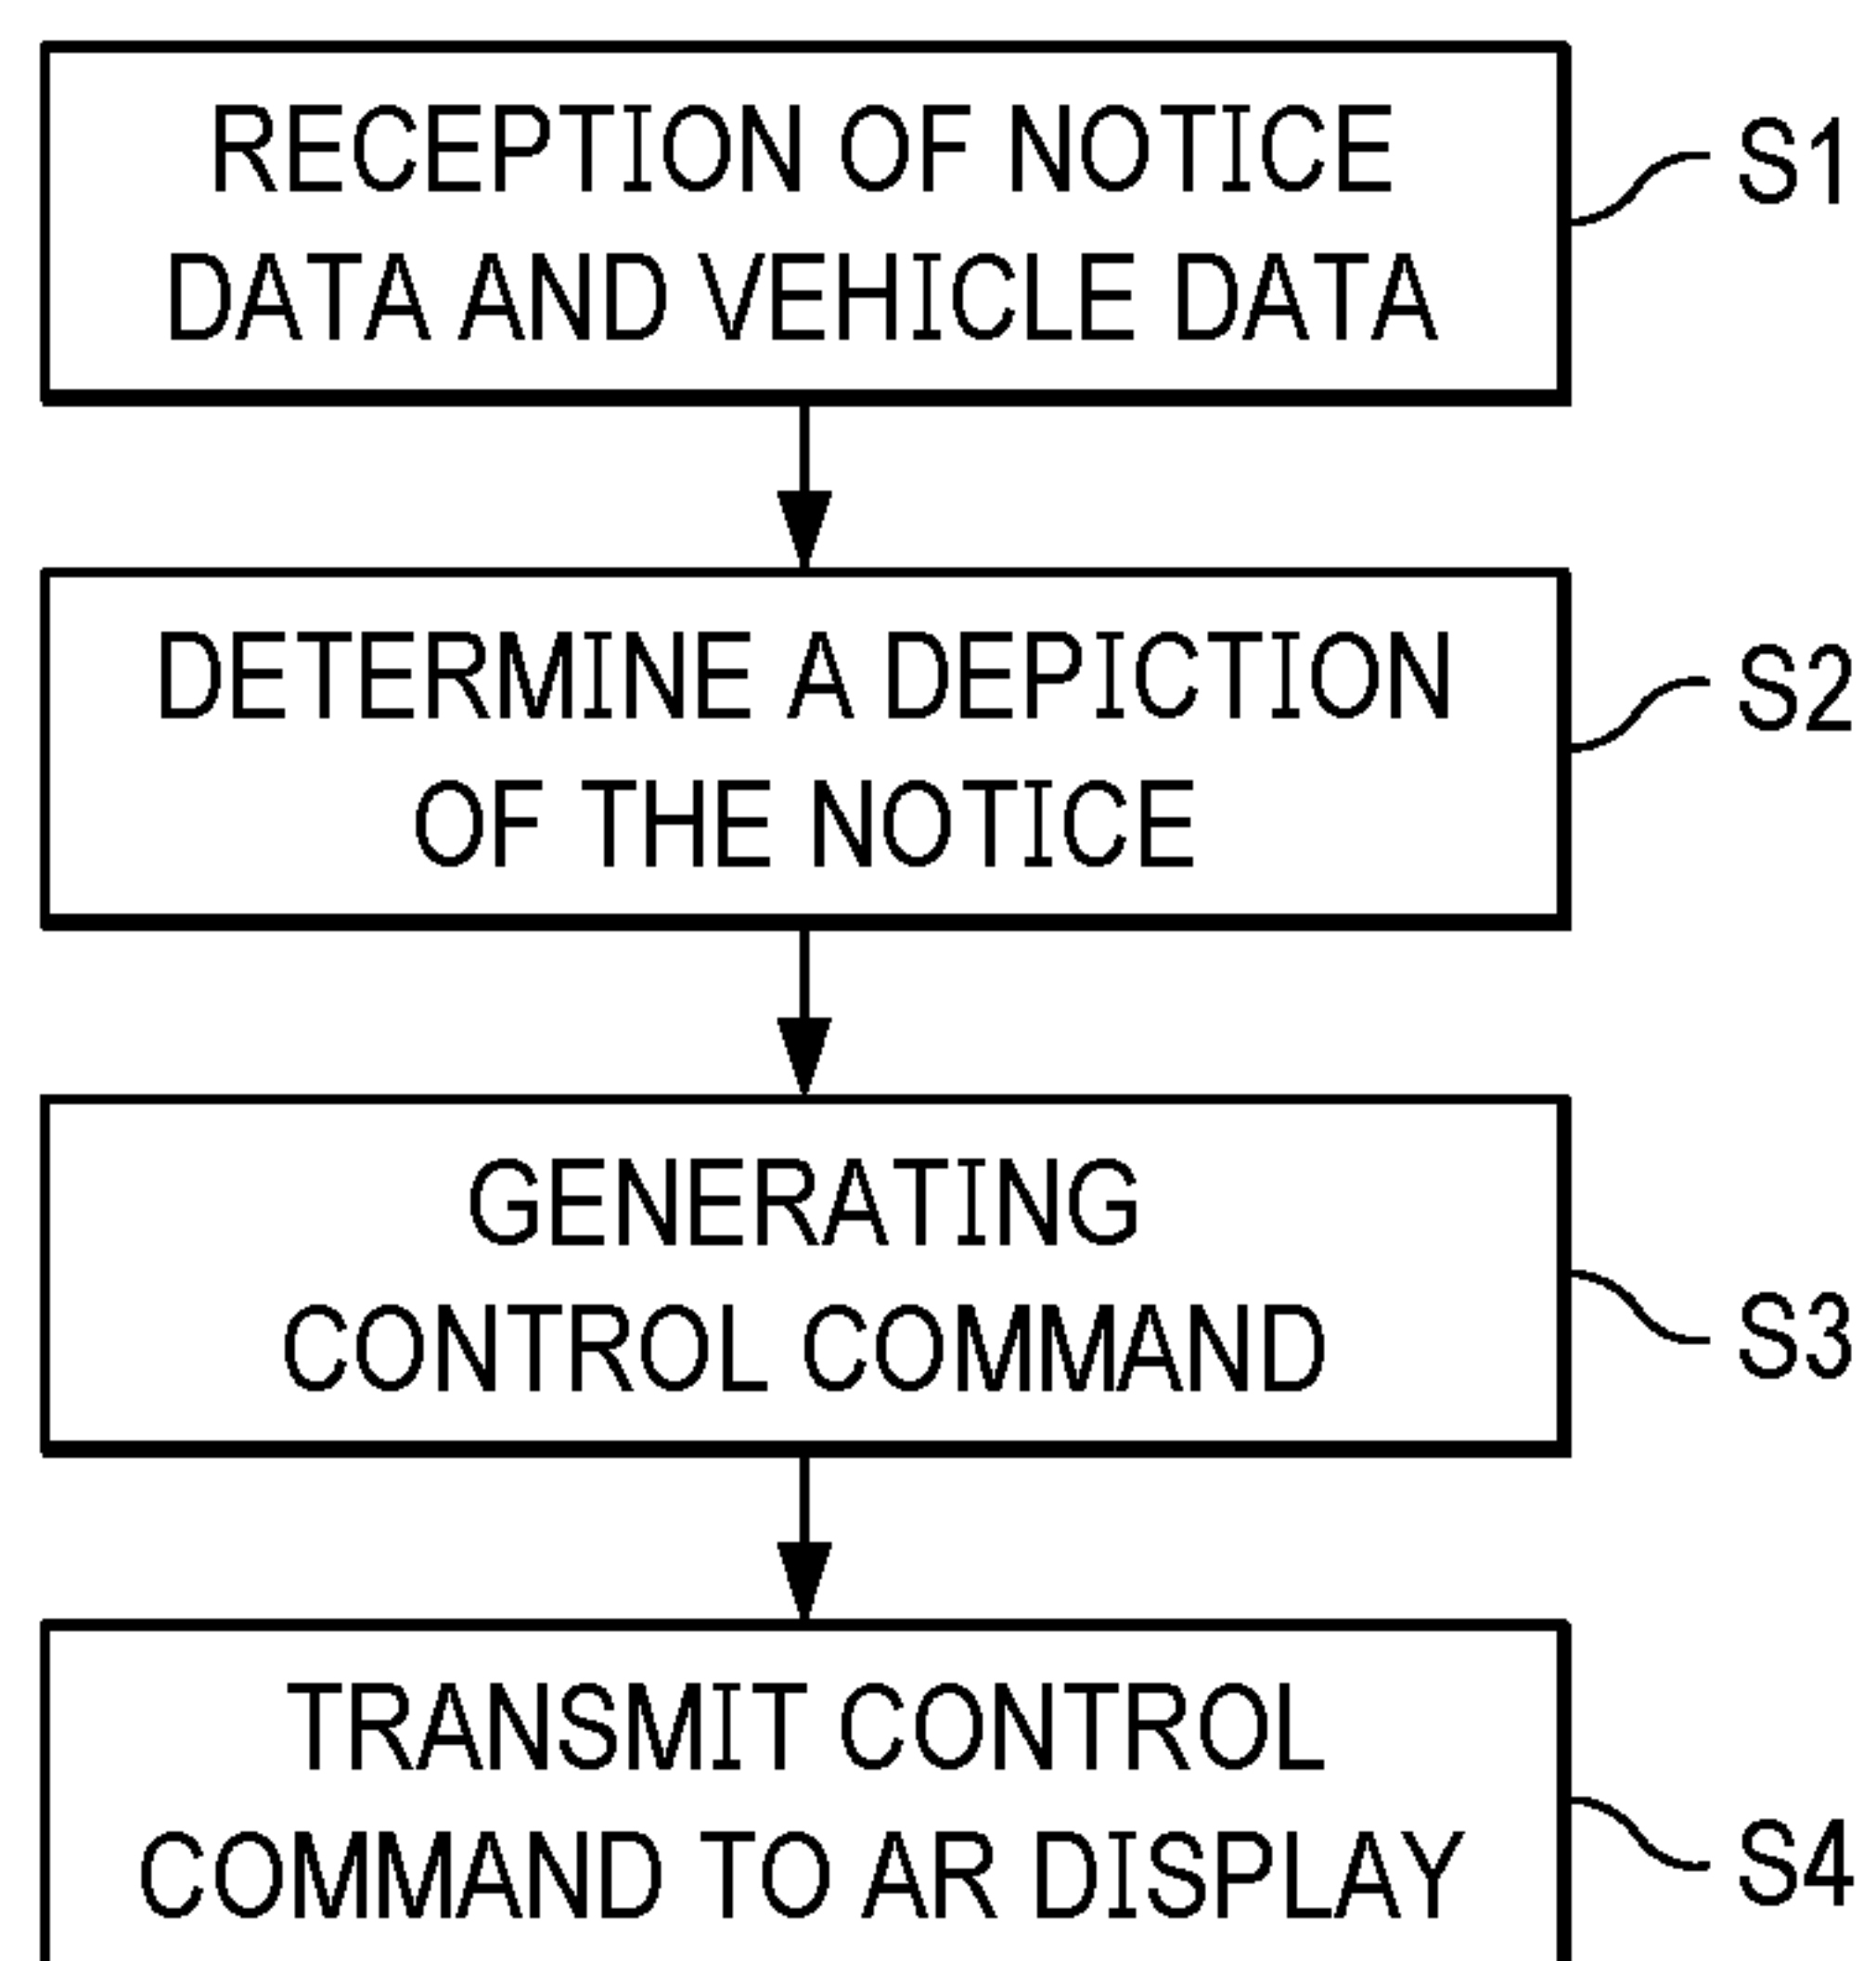 RECEPTION OF NOTICE
DATA AND VEHICLE DATA
S1
DETERMINE A DEPICTION
OF THE NOTICE
S2
GENERATING
CONTROL COMMAND
S3
TRANSMIT CONTROL
COMMAND TO AR DISPLAY
S4